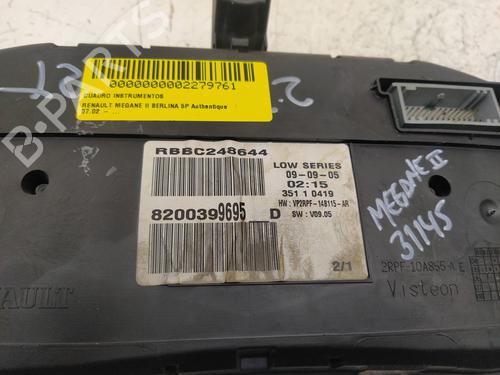 B-PARTS
0000000002279761
CUADRO INSTRUMENTOS
RENAULT MEGANE II BERLINA 5P Authentique
07.02 - ...
RBBC248644
LOW SERIES
09-09-05
02:15
351 1 0419
HW : VP2RPF-14B115-AR
SW : V09.05
8200399695 D
2/1
MEGANE II
31145
2RPF-10A855-A E
Visteon
RENAULT